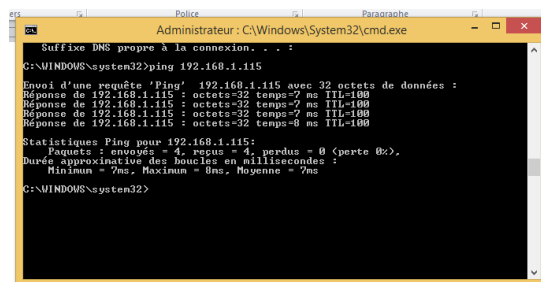 ers Police Paragraphe
Administrateur : C:\Windows\System32\cmd.exe
Suffixe DNS propre à la connexion. . . :
C:\WINDOWS\system32>ping 192.168.1.115
Envoi d'une requête 'Ping' 192.168.1.115 avec 32 octets de données :
Réponse de 192.168.1.115 : octets=32 temps=7 ms TTL=100
Réponse de 192.168.1.115 : octets=32 temps=7 ms TTL=100
Réponse de 192.168.1.115 : octets=32 temps=7 ms TTL=100
Réponse de 192.168.1.115 : octets=32 temps=8 ms TTL=100
Statistiques Ping pour 192.168.1.115:
Paquets : envoyés = 4, reçus = 4, perdus = 0 (perte 0%),
Durée approximative des boucles en millisecondes :
Minimum = 7ms, Maximum = 8ms, Moyenne = 7ms
C:\WINDOWS\system32>